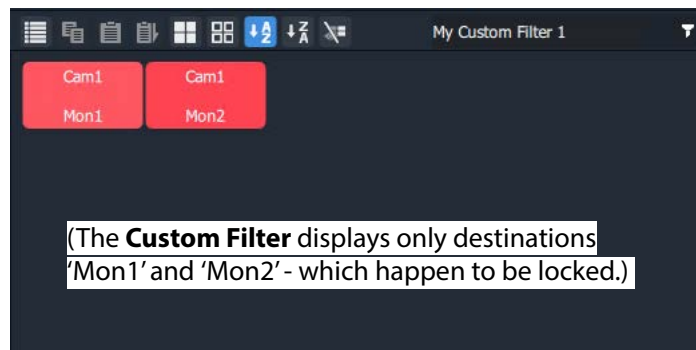 My Custom Filter 1
Cam1 Cam1
Mon1 Mon2
(The Custom Filter displays only destinations
‘Mon1’ and ‘Mon2’ - which happen to be locked.)